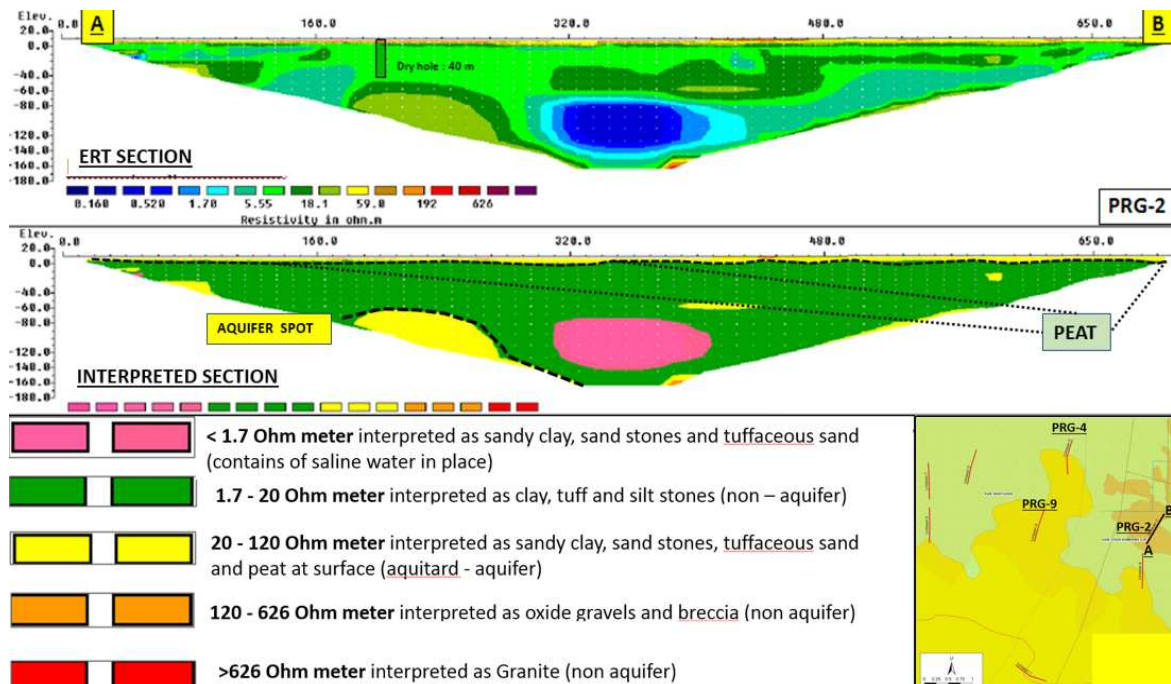 Elev.
A
B
0.0 160.0 320.0 480.0 650.0
20.0
0.0
-40.0
-80.0
-120.0
-160.0
-180.0
Dry hole : 40 m
ERT SECTION
0.160 0.520 1.70 5.55 18.1 59.0 192 626
Resistivity in ohn.m
PRG-2
Elev.
0.0 160.0 320.0 480.0 650.0
20.0
0.0
-40.0
-80.0
-120.0
-140.0
-160.0
-180.0
AQUIFER SPOT
PEAT
INTERPRETED SECTION
< 1.7 Ohm meter interpreted as sandy clay, sand stones and tuffaceous sand
(contains of saline water in place)
1.7 - 20 Ohm meter interpreted as clay, tuff and silt stones (non – aquifer)
20 - 120 Ohm meter interpreted as sandy clay, sand stones, tuffaceous sand
and peat at surface (aquitard - aquifer)
120 - 626 Ohm meter interpreted as oxide gravels and breccia (non aquifer)
>626 Ohm meter interpreted as Granite (non aquifer)
PRG-4
PRG-9
PRG-2
B
A